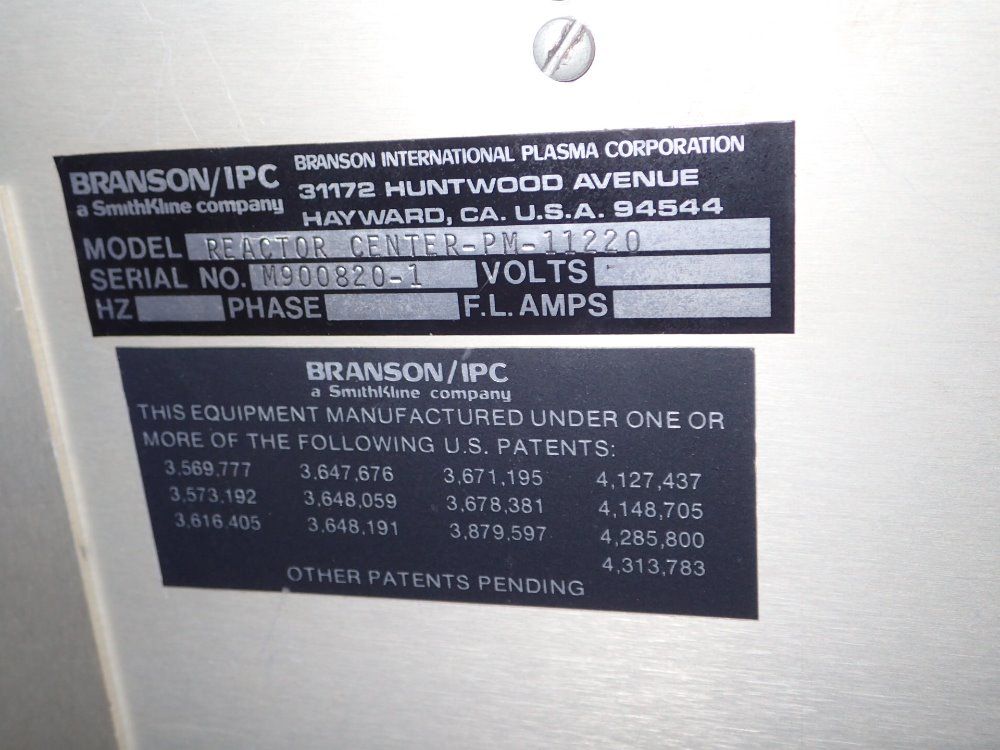 BRANSON/IPC BRANSON INTERNATIONAL PLASMA CORPORATION
a SmithKline company 31172 HUNTWOOD AVENUE
HAYWARD, CA. U.S.A. 94544
MODEL REACTOR CENTER-PM-11220
SERIAL NO. M900820-1 VOLTS
HZ PHASE F.L. AMPS
BRANSON/IPC
a SmithKline company
THIS EQUIPMENT MANUFACTURED UNDER ONE OR
MORE OF THE FOLLOWING U.S. PATENTS:
3,569,777 3,647,676 3,671,195 4,127,437
3,573,192 3,648,059 3,678,381 4,148,705
3,616,405 3,648,191 3,879,597 4,285,800
4,313,783
OTHER PATENTS PENDING